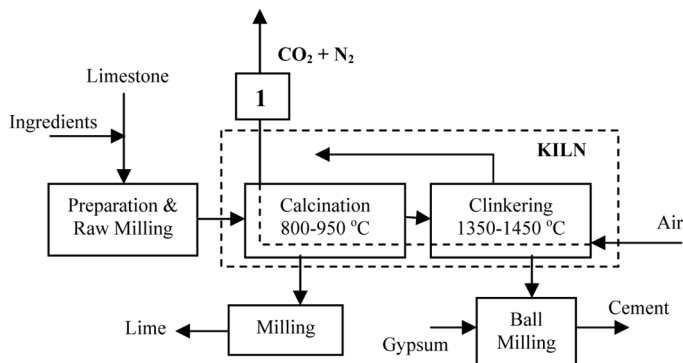 CO₂ + N₂
Limestone
1
Ingredients
KILN
Preparation &
Raw Milling
Calcination
800-950 °C
Clinkering
1350-1450 °C
Air
Lime
Milling
Gypsum
Ball
Milling
Cement